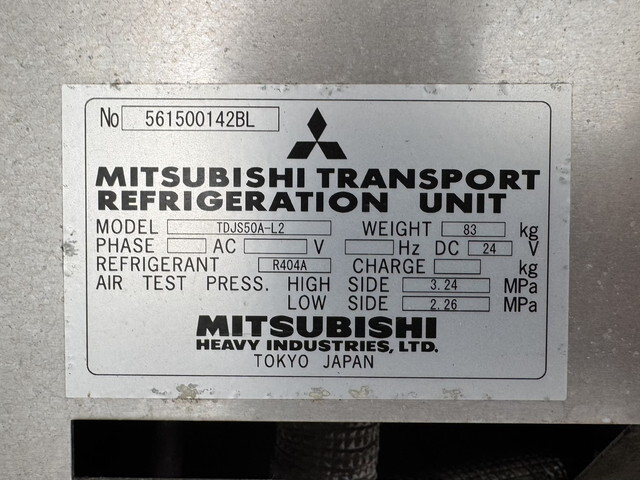 No 561500142BL
MITSUBISHI TRANSPORT
REFRIGERATION UNIT
MODEL TDJS50A-L2 WEIGHT 83 kg
PHASE AC V Hz DC 24 V
REFRIGERANT R404A CHARGE kg
AIR TEST PRESS. HIGH SIDE 3.24 MPa
LOW SIDE 2.26 MPa
MITSUBISHI
HEAVY INDUSTRIES, LTD.
TOKYO JAPAN